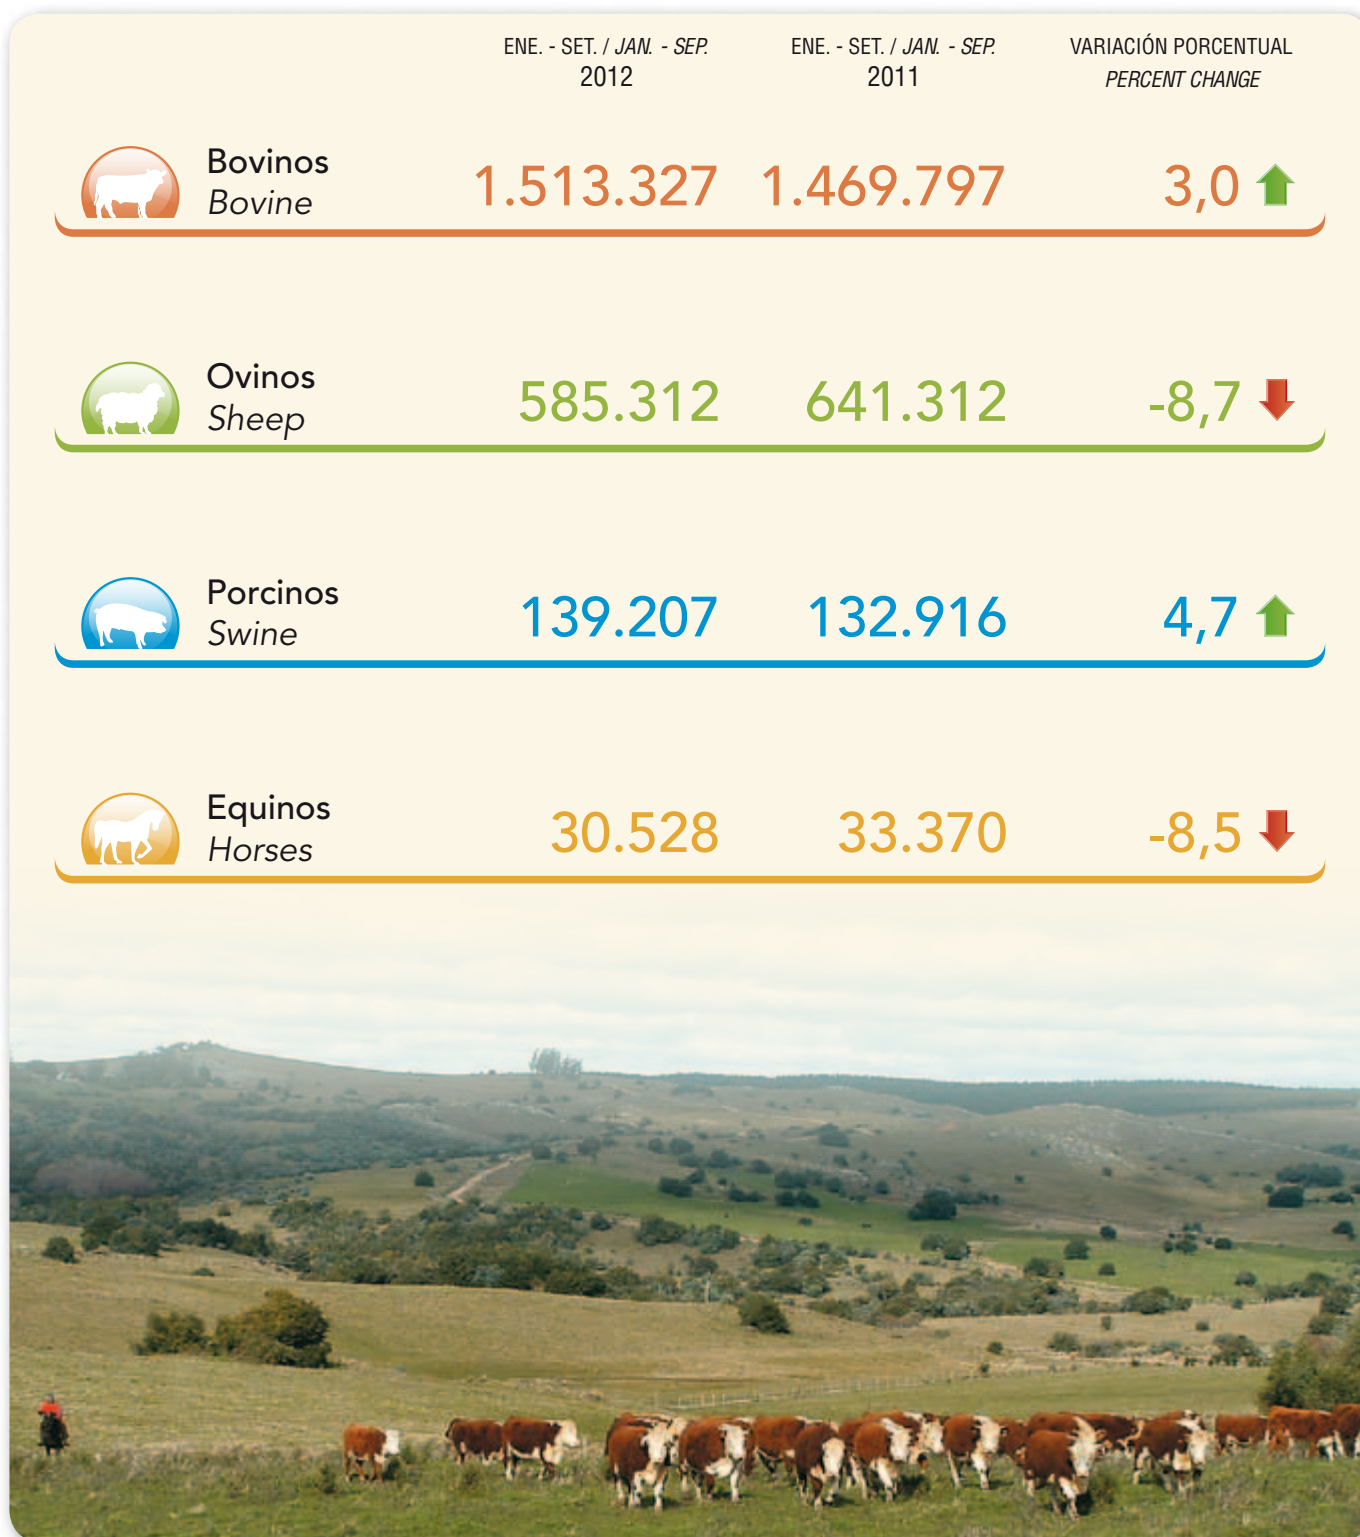 ENE. - SET. / JAN. - SEP. 2012
ENE. - SET. / JAN. - SEP. 2011
VARIACIÓN PORCENTUAL
PERCENT CHANGE
Bovinos
Bovine
1.513.327 1.469.797 3,0
Ovinos
Sheep
585.312 641.312 -8,7
Porcinos
Swine
139.207 132.916 4,7
Equinos
Horses
30.528 33.370 -8,5